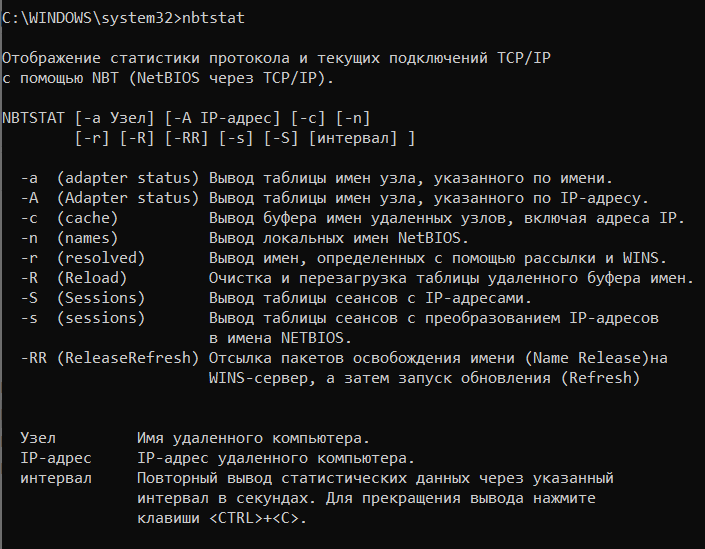 C:\WINDOWS\system32>nbtstat
Отображение статистики протокола и текущих подключений TCP/IP
с помощью NBT (NetBIOS через TCP/IP).
NBTSTAT [-a Узел] [-A IP-адрес] [-c] [-n]
        [-r] [-R] [-RR] [-s] [-S] [интервал] ]
  -a  (adapter status) Вывод таблицы имен узла, указанного по имени.
  -A  (Adapter status) Вывод таблицы имен узла, указанного по IP-адресу.
  -c  (cache)          Вывод буфера имен удаленных узлов, включая адреса IP.
  -n  (names)          Вывод локальных имен NetBIOS.
  -r  (resolved)       Вывод имен, определенных с помощью рассылки и WINS.
  -R  (Reload)         Очистка и перезагрузка таблицы удаленного буфера имен.
  -S  (Sessions)       Вывод таблицы сеансов с IP-адресами.
  -s  (sessions)       Вывод таблицы сеансов с преобразованием IP-адресов
                       в имена NETBIOS.
  -RR (ReleaseRefresh) Отсылка пакетов освобождения имени (Name Release)на
                       WINS-сервер, а затем запуск обновления (Refresh)
  Узел         Имя удаленного компьютера.
  IP-адрес     IP-адрес удаленного компьютера.
  интервал     Повторный вывод статистических данных через указанный
               интервал в секундах. Для прекращения вывода нажмите
               клавиши <CTRL>+<C>.